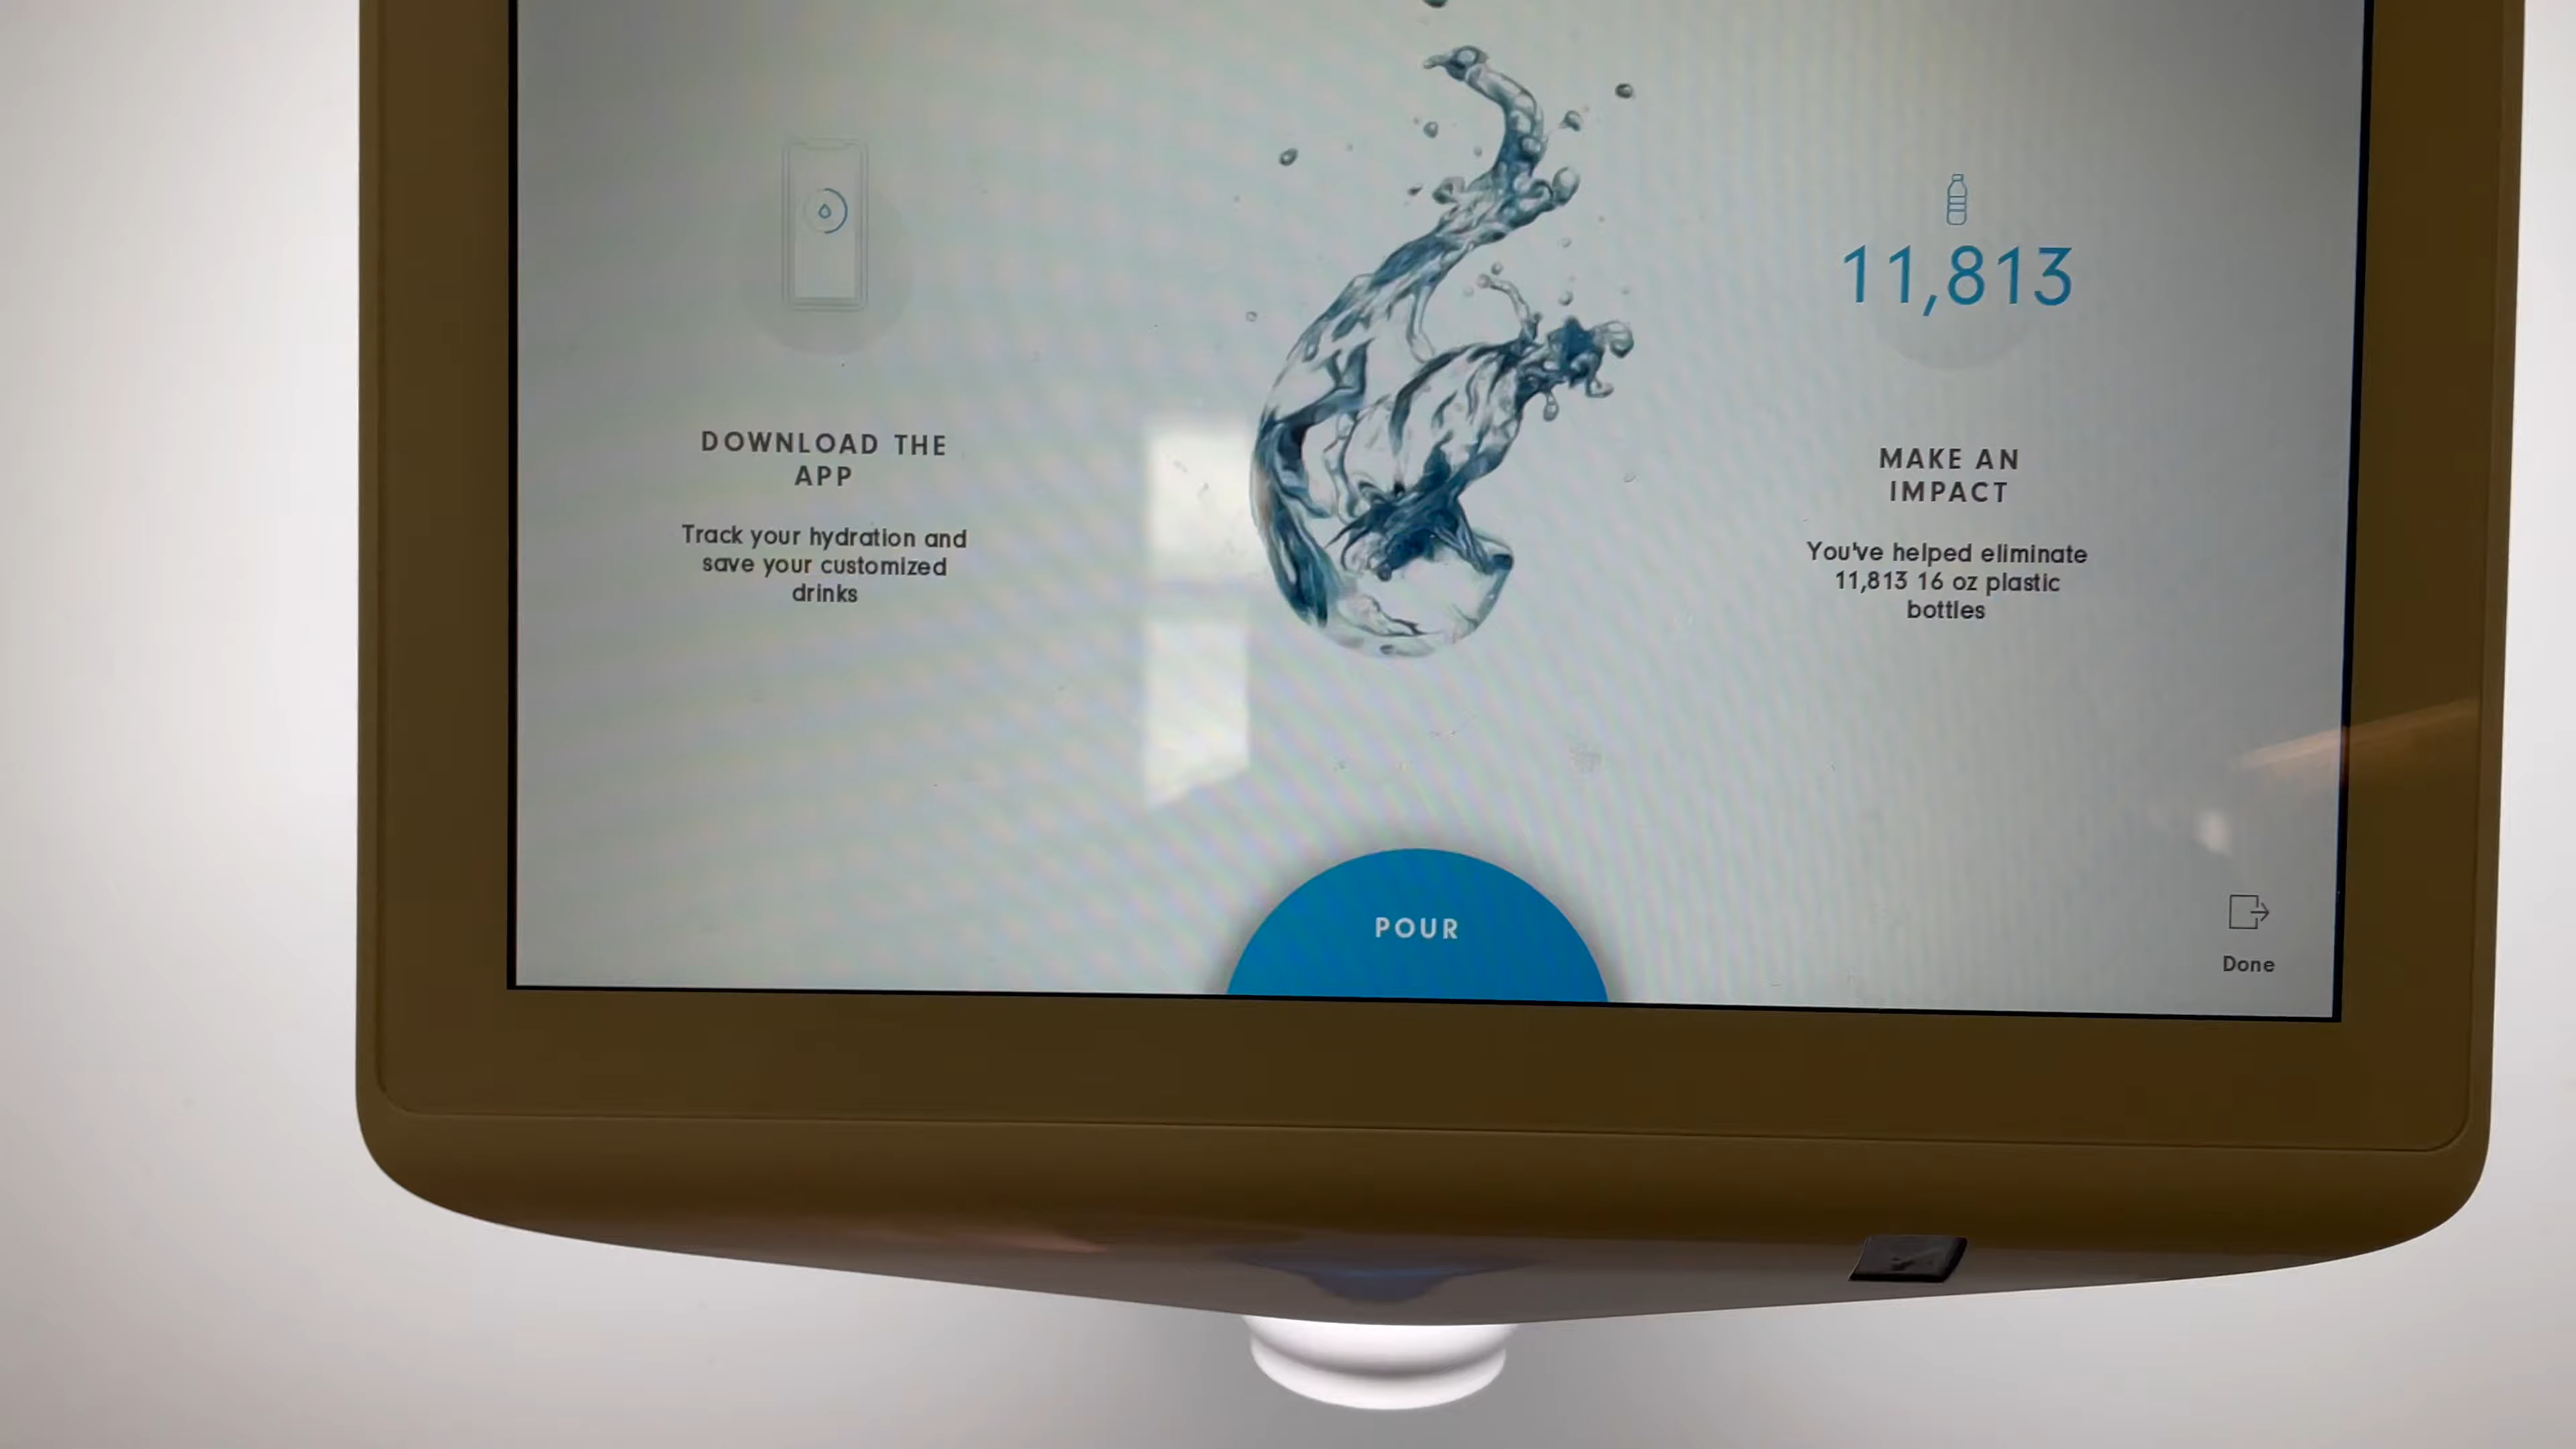 DOWNLOAD THE
APP
Track your hydration and
save your customized
drinks
11,813
MAKE AN
IMPACT
You've helped eliminate
11,813 16 oz plastic
bottles
POUR
Done